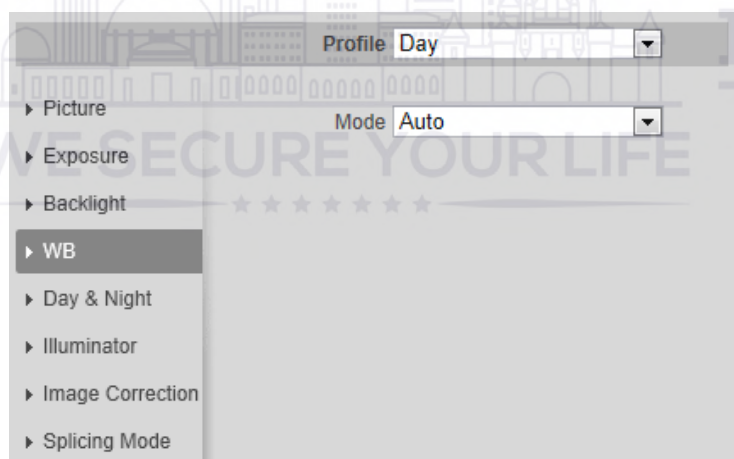 Profile Day
Mode Auto
Picture
Exposure
Backlight
WB
Day & Night
Illuminator
Image Correction
Splicing Mode
WE SECURE YOUR LIFE